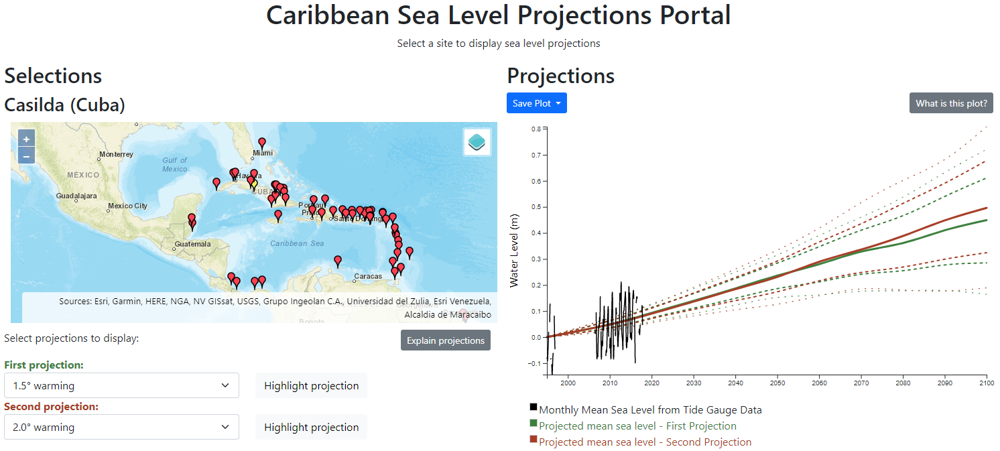 Caribbean Sea Level Projections Portal
Select a site to display sea level projections
Selections
Casilda (Cuba)
+
−
Monterrey
MÉXICO
Guadalajara
Mexico City
Gulf of
Mexico
Miami
CUBA
Guatemala
Caribbean Sea
Caracas
Bogota
Sources: Esri, Garmin, HERE, NGA, NV GISsat, USGS, Grupo Ingeolan C.A., Universidad del Zulia, Esri Venezuela,
Alcaldia de Maracaibo
Select projections to display:
Explain projections
First projection:
1.5° warming
Highlight projection
Second projection:
2.0° warming
Highlight projection
Projections
Save Plot
What is this plot?
Water Level (m)
0.8
0.7
0.6
0.5
0.4
0.3
0.2
0.1
0.0
−0.1
2000 2010 2020 2030 2040 2050 2060 2070 2080 2090 2100
Monthly Mean Sea Level from Tide Gauge Data
Projected mean sea level - First Projection
Projected mean sea level - Second Projection